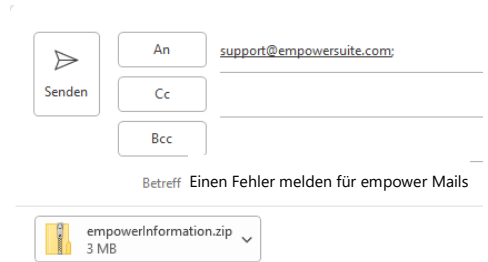 An
support@empowersuite.com;
Senden
Cc
Bcc
Betreff Einen Fehler melden für empower Mails
empowerInformation.zip
3 MB